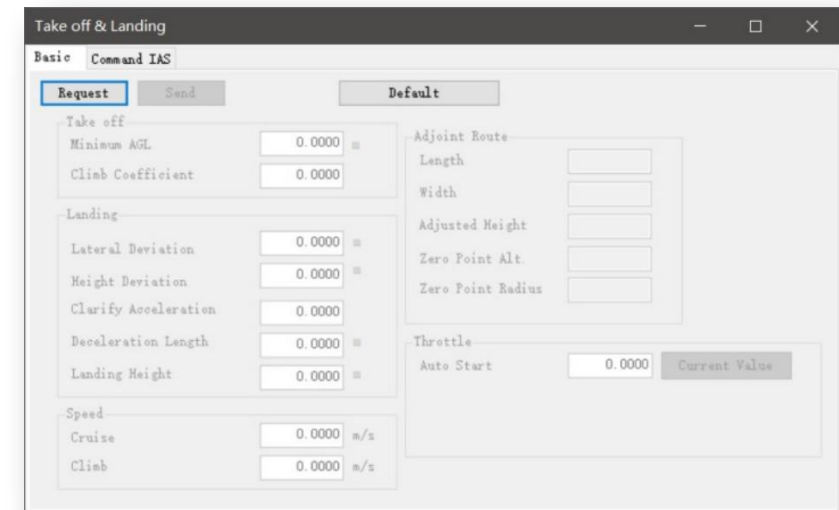 Take off & Landing
Basic Command IAS
Request Send Default
Take off
Minimum AGL 0.0000 m
Climb Coefficient 0.0000
Landing
Lateral Deviation 0.0000 m
Height Deviation 0.0000 m
Clarify Acceleration 0.0000
Deceleration Length 0.0000 m
Landing Height 0.0000 m
Speed
Cruise 0.0000 m/s
Climb 0.0000 m/s
Adjoint Route
Length
Width
Adjusted Height
Zero Point Alt.
Zero Point Radius
Throttle
Auto Start 0.0000 Current Value